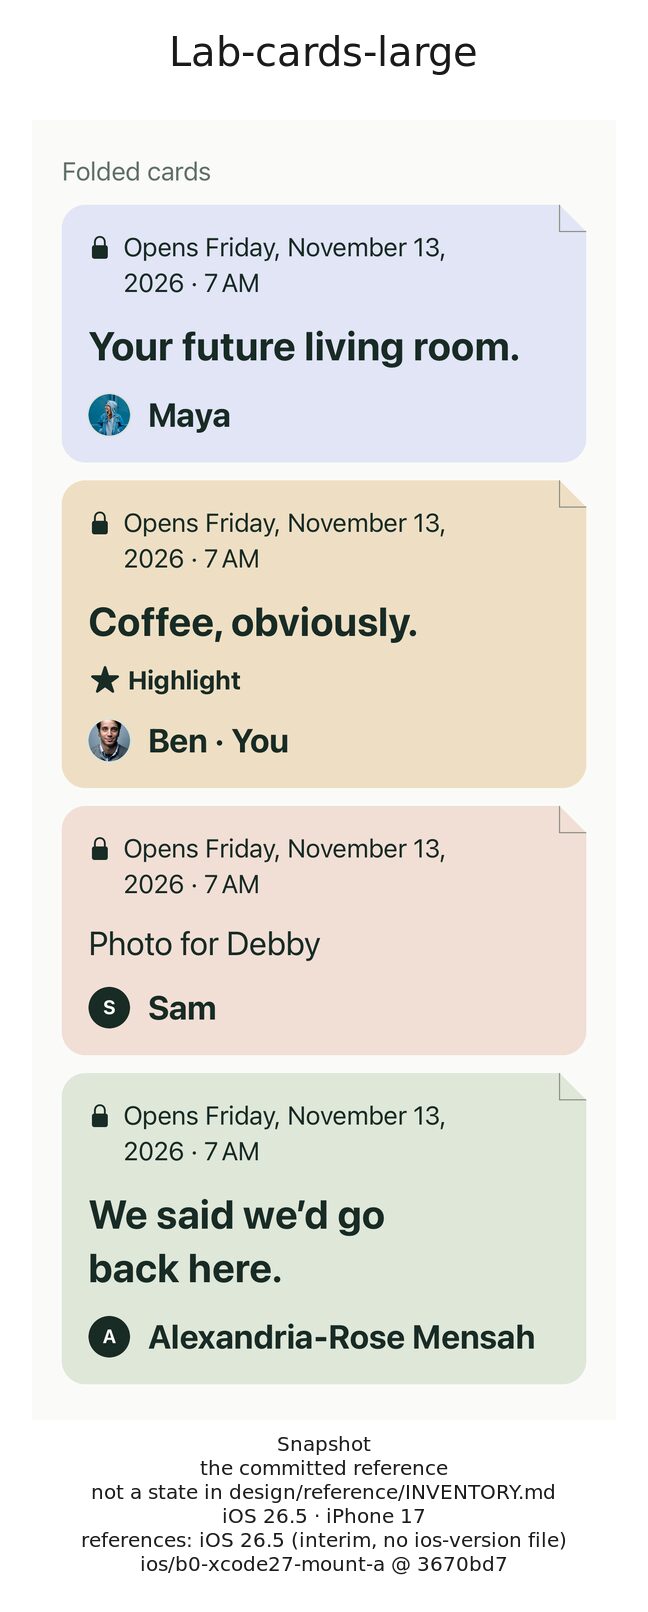 Lab-cards-large
Folded cards
Opens Friday, November 13,
2026 · 7 AM
Your future living room.
Maya
Opens Friday, November 13,
2026 · 7 AM
Coffee, obviously.
Highlight
Ben · You
Opens Friday, November 13,
2026 · 7 AM
Photo for Debby
S Sam
Opens Friday, November 13,
2026 · 7 AM
We said we’d go
back here.
A Alexandria-Rose Mensah
Snapshot
the committed reference
not a state in design/reference/INVENTORY.md
iOS 26.5 · iPhone 17
references: iOS 26.5 (interim, no ios-version file)
ios/b0-xcode27-mount-a @ 3670bd7